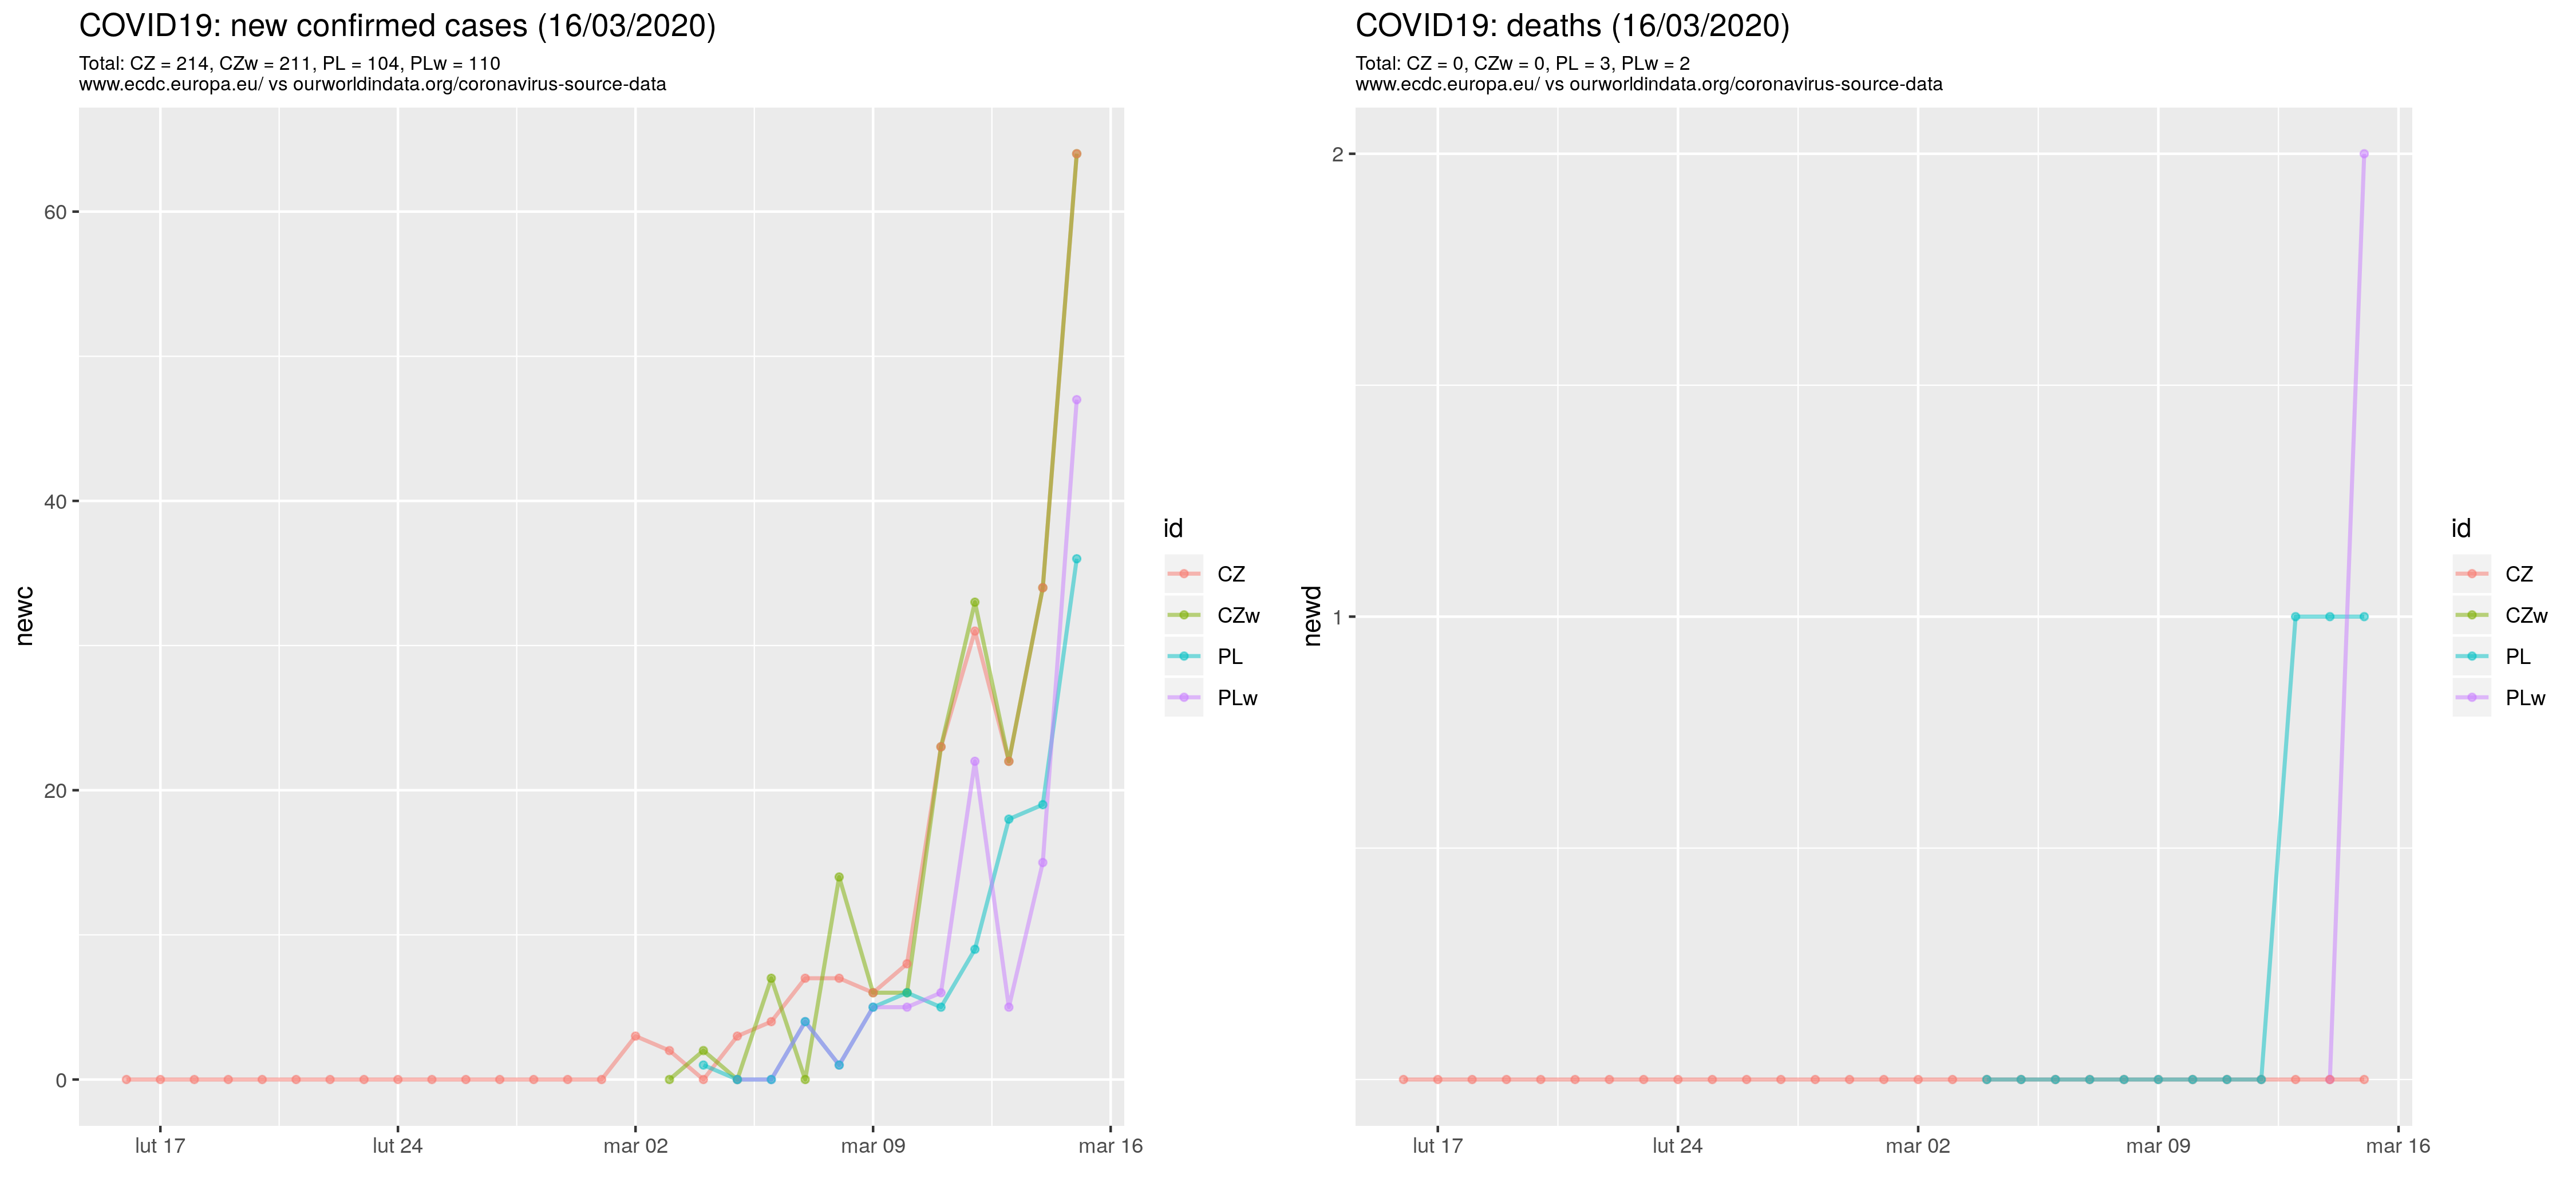 COVID19: new confirmed cases (16/03/2020)
Total: CZ = 214, CZw = 211, PL = 104, PLw = 110
www.ecdc.europa.eu/ vs ourworldindata.org/coronavirus-source-data
newc
60
40
20
0
lut 17 lut 24 mar 02 mar 09 mar 16
id
CZ
CZw
PL
PLw
COVID19: deaths (16/03/2020)
Total: CZ = 0, CZw = 0, PL = 3, PLw = 2
www.ecdc.europa.eu/ vs ourworldindata.org/coronavirus-source-data
newd
2
1
lut 17 lut 24 mar 02 mar 09 mar 16
id
CZ
CZw
PL
PLw